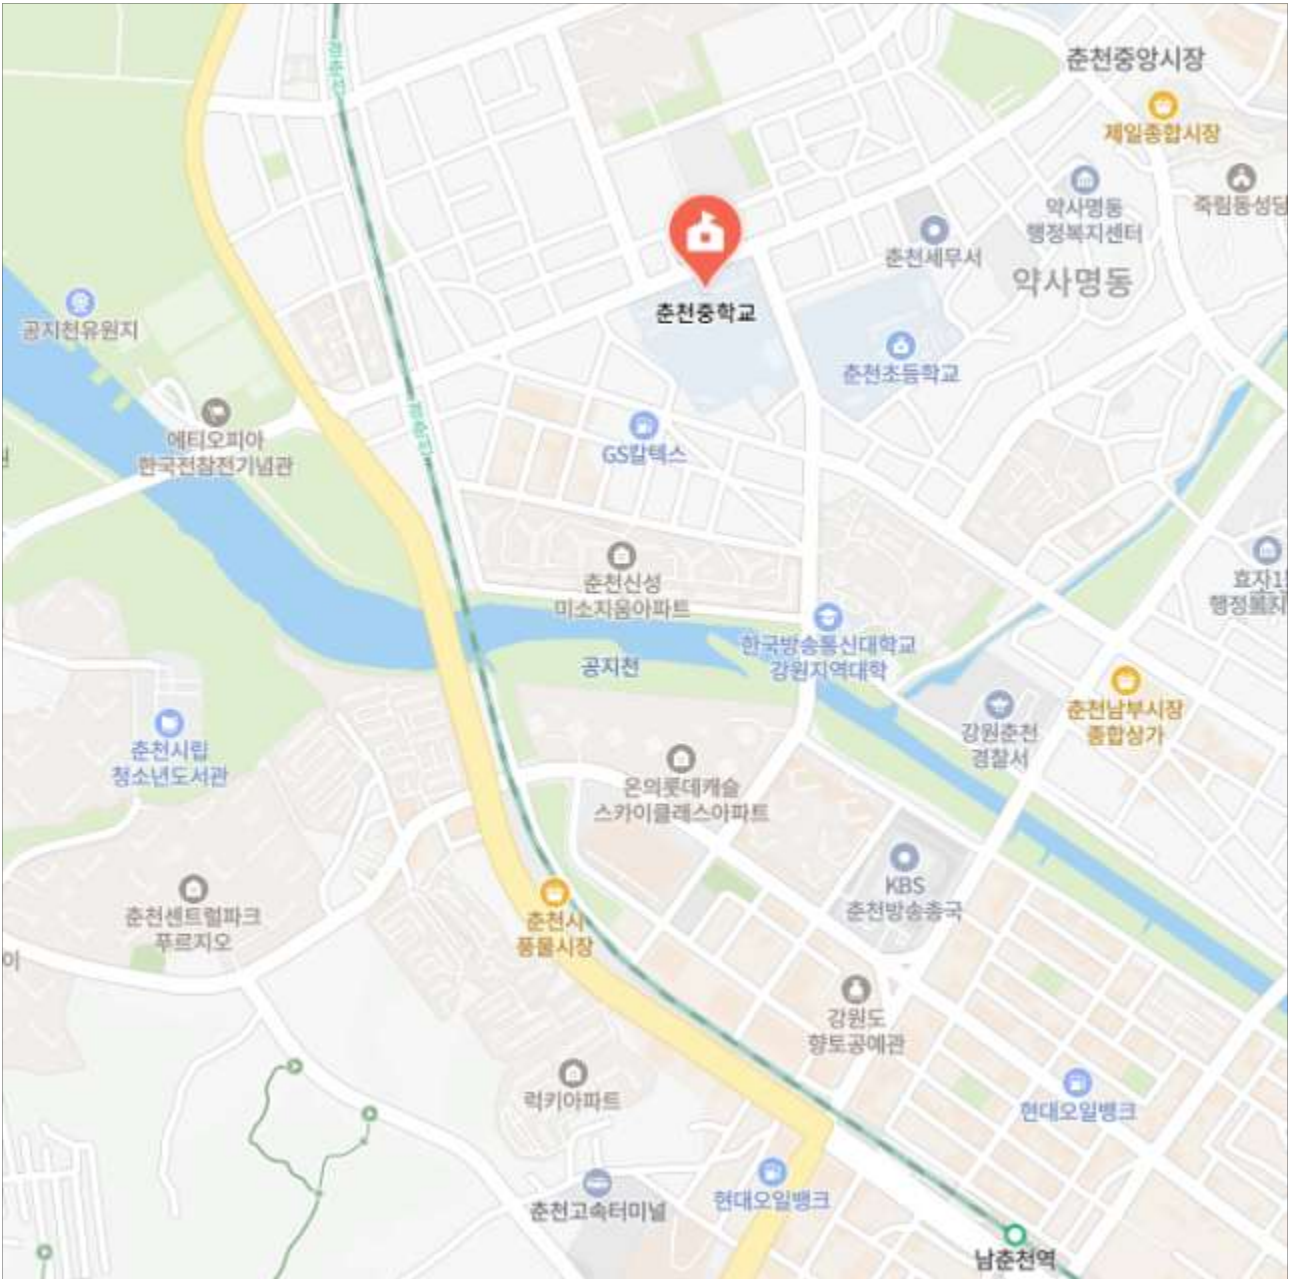 춘천중앙시장
제일종합시장
약사명동
행정복지센터
죽림동성당
춘천세무서
약사명동
춘천중학교
공지천유원지
춘천초등학교
에티오피아
한국전참전기념관
GS칼텍스
춘천신성
미소지움아파트
한국방송통신대학교
강원지역대학
공지천
춘천남부시장
종합상가
강원춘천
경찰서
춘천시립
청소년도서관
온의롯데캐슬
스카이클래스아파트
KBS
춘천방송총국
춘천센트럴파크
푸르지오
춘천시
풍물시장
강원도
향토공예관
럭키아파트
현대오일뱅크
춘천고속터미널
현대오일뱅크
남춘천역